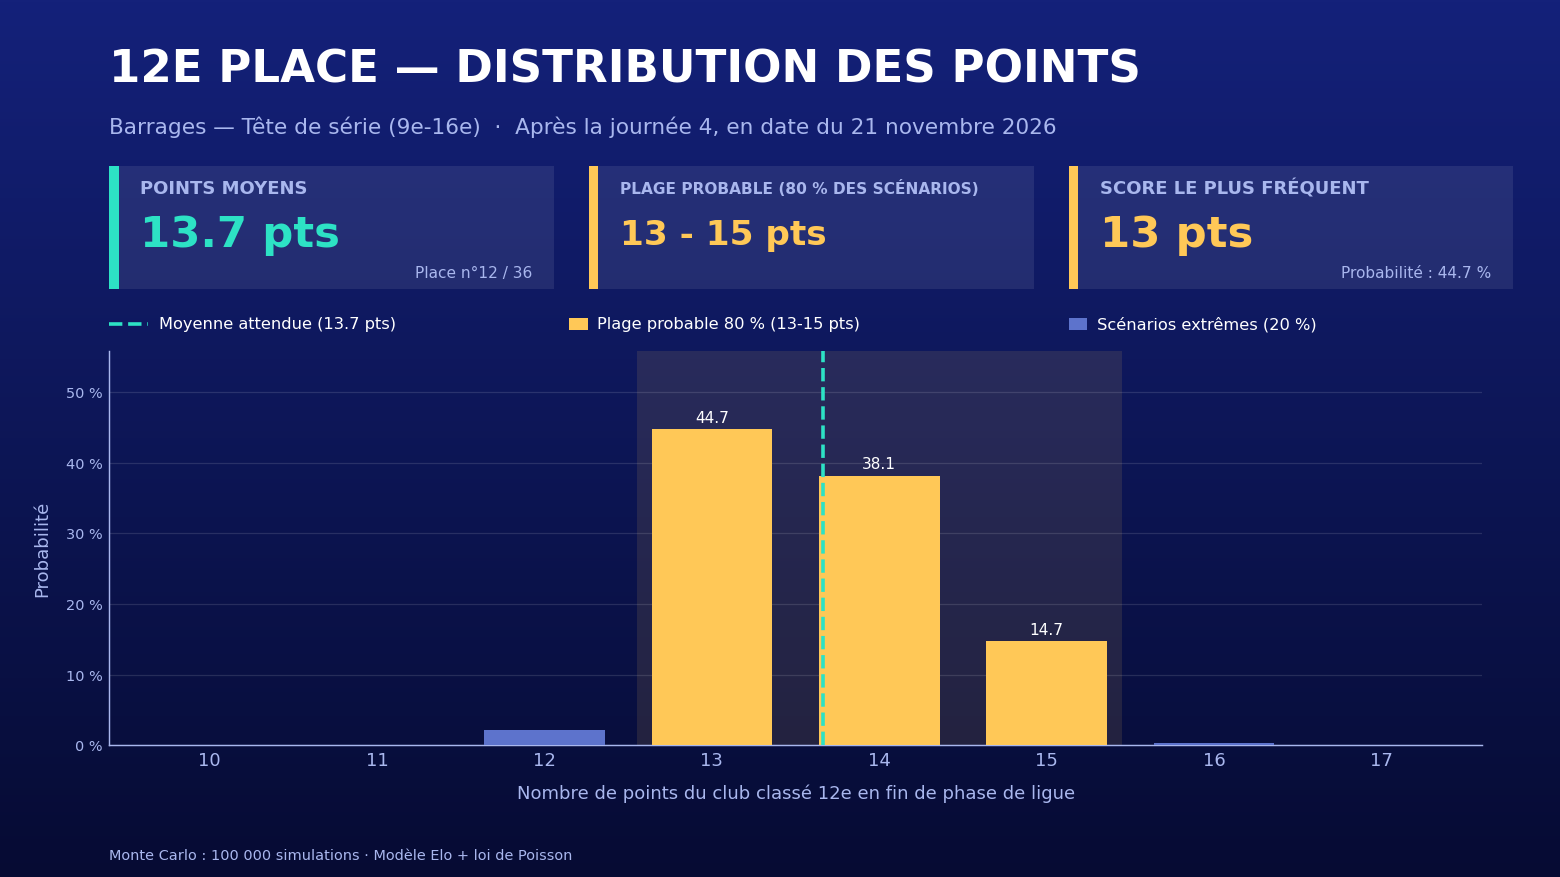 12E PLACE — DISTRIBUTION DES POINTS
Barrages — Tête de série (9e-16e) · Après la journée 4, en date du 21 novembre 2026
POINTS MOYENS
13.7 pts
Place n°12 / 36
PLAGE PROBABLE (80 % DES SCÉNARIOS)
13 - 15 pts
SCORE LE PLUS FRÉQUENT
13 pts
Probabilité : 44.7 %
Moyenne attendue (13.7 pts)
Plage probable 80 % (13-15 pts)
Scénarios extrêmes (20 %)
Probabilité
50 %
40 %
30 %
20 %
10 %
0 %
44.7
38.1
14.7
10 11 12 13 14 15 16 17
Nombre de points du club classé 12e en fin de phase de ligue
Monte Carlo : 100 000 simulations · Modèle Elo + loi de Poisson